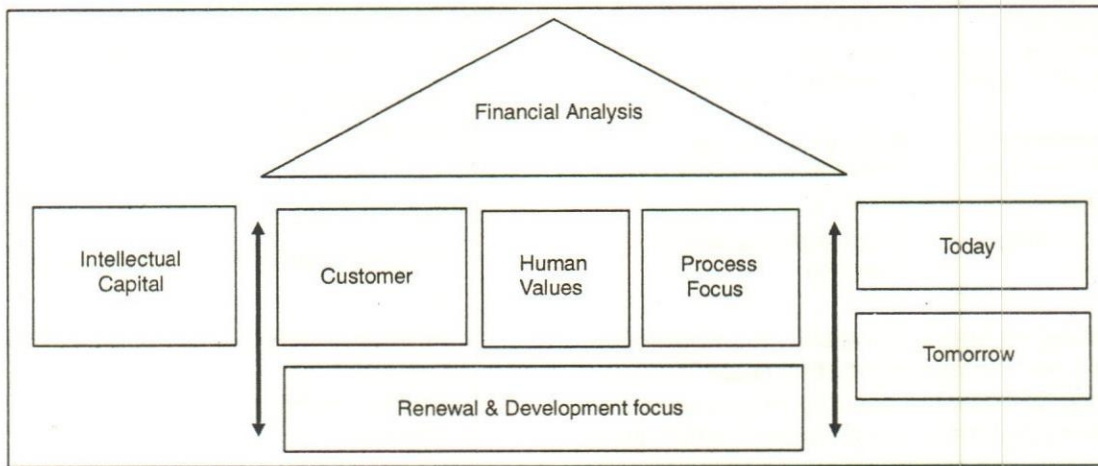 Financial Analysis
Intellectual
Capital
Customer
Human
Values
Process
Focus
Today
Tomorrow
Renewal & Development focus